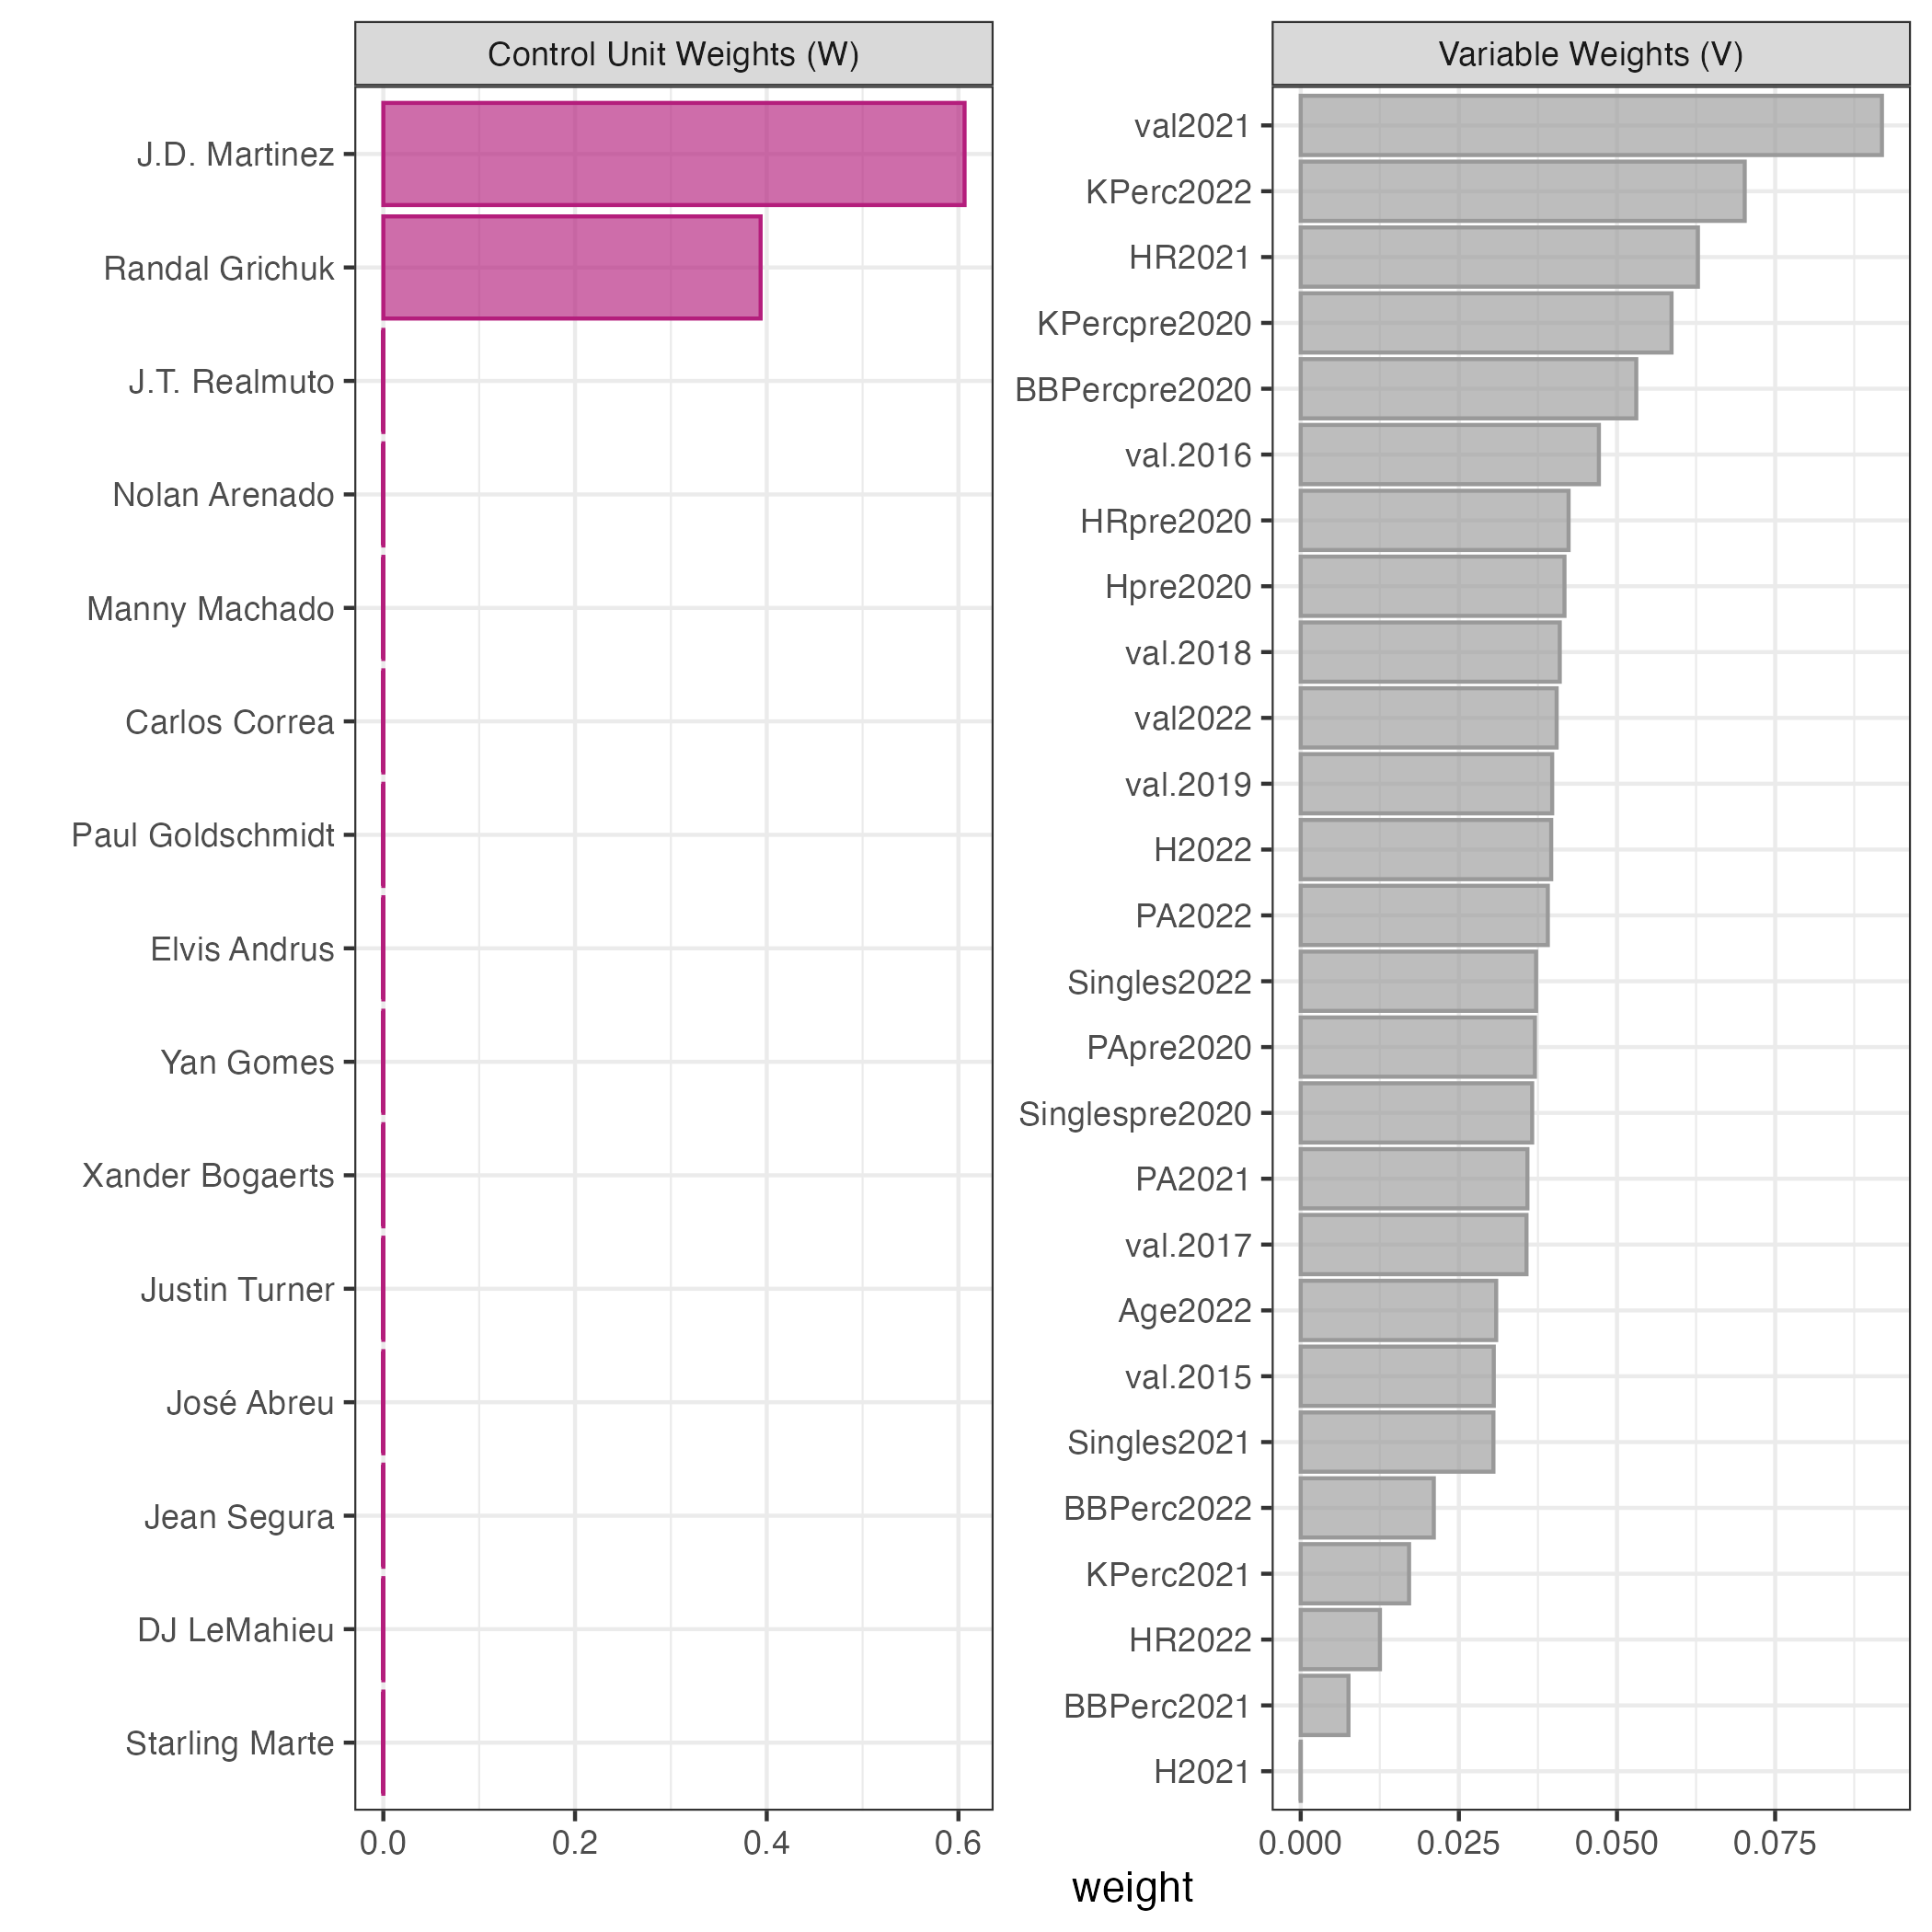 Control Unit Weights (W)
J.D. Martinez
Randal Grichuk
J.T. Realmuto
Nolan Arenado
Manny Machado
Carlos Correa
Paul Goldschmidt
Elvis Andrus
Yan Gomes
Xander Bogaerts
Justin Turner
José Abreu
Jean Segura
DJ LeMahieu
Starling Marte
0.0 0.2 0.4 0.6
Variable Weights (V)
val2021
KPerc2022
HR2021
KPercpre2020
BBPercpre2020
val.2016
HRpre2020
Hpre2020
val.2018
val2022
val.2019
H2022
PA2022
Singles2022
PApre2020
Singlespre2020
PA2021
val.2017
Age2022
val.2015
Singles2021
BBPerc2022
KPerc2021
HR2022
BBPerc2021
H2021
0.000 0.025 0.050 0.075
weight